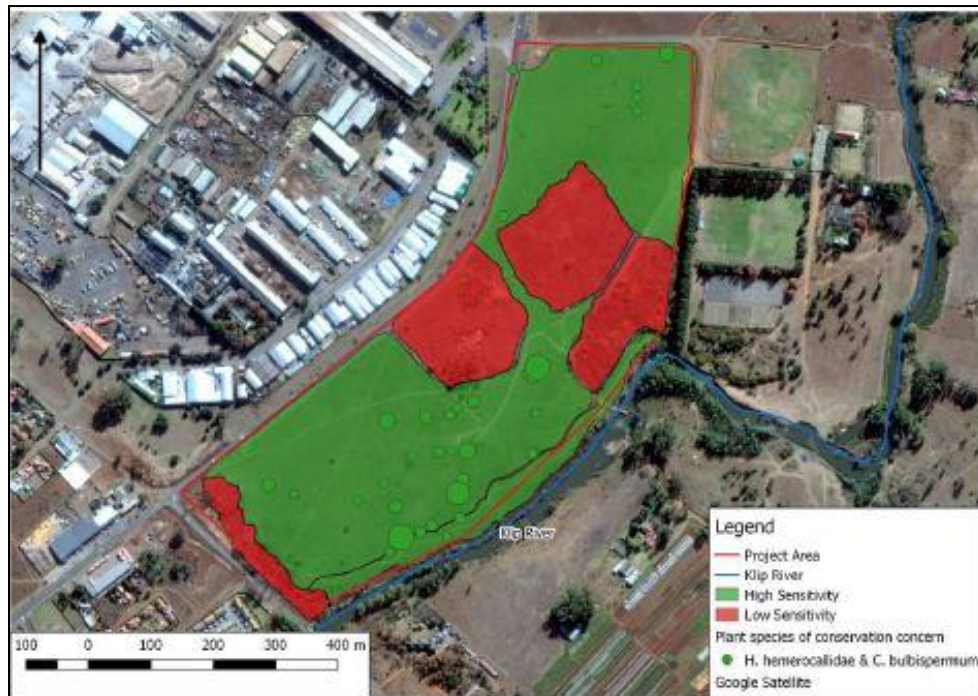 Klip River
Legend
Project Area
Klip River
High Sensitivity
Low Sensitivity
Plant species of conservation concern
H. hemerocallidae & C. bulbispermum
Google Satellite
100 0 100 200 300 400 m